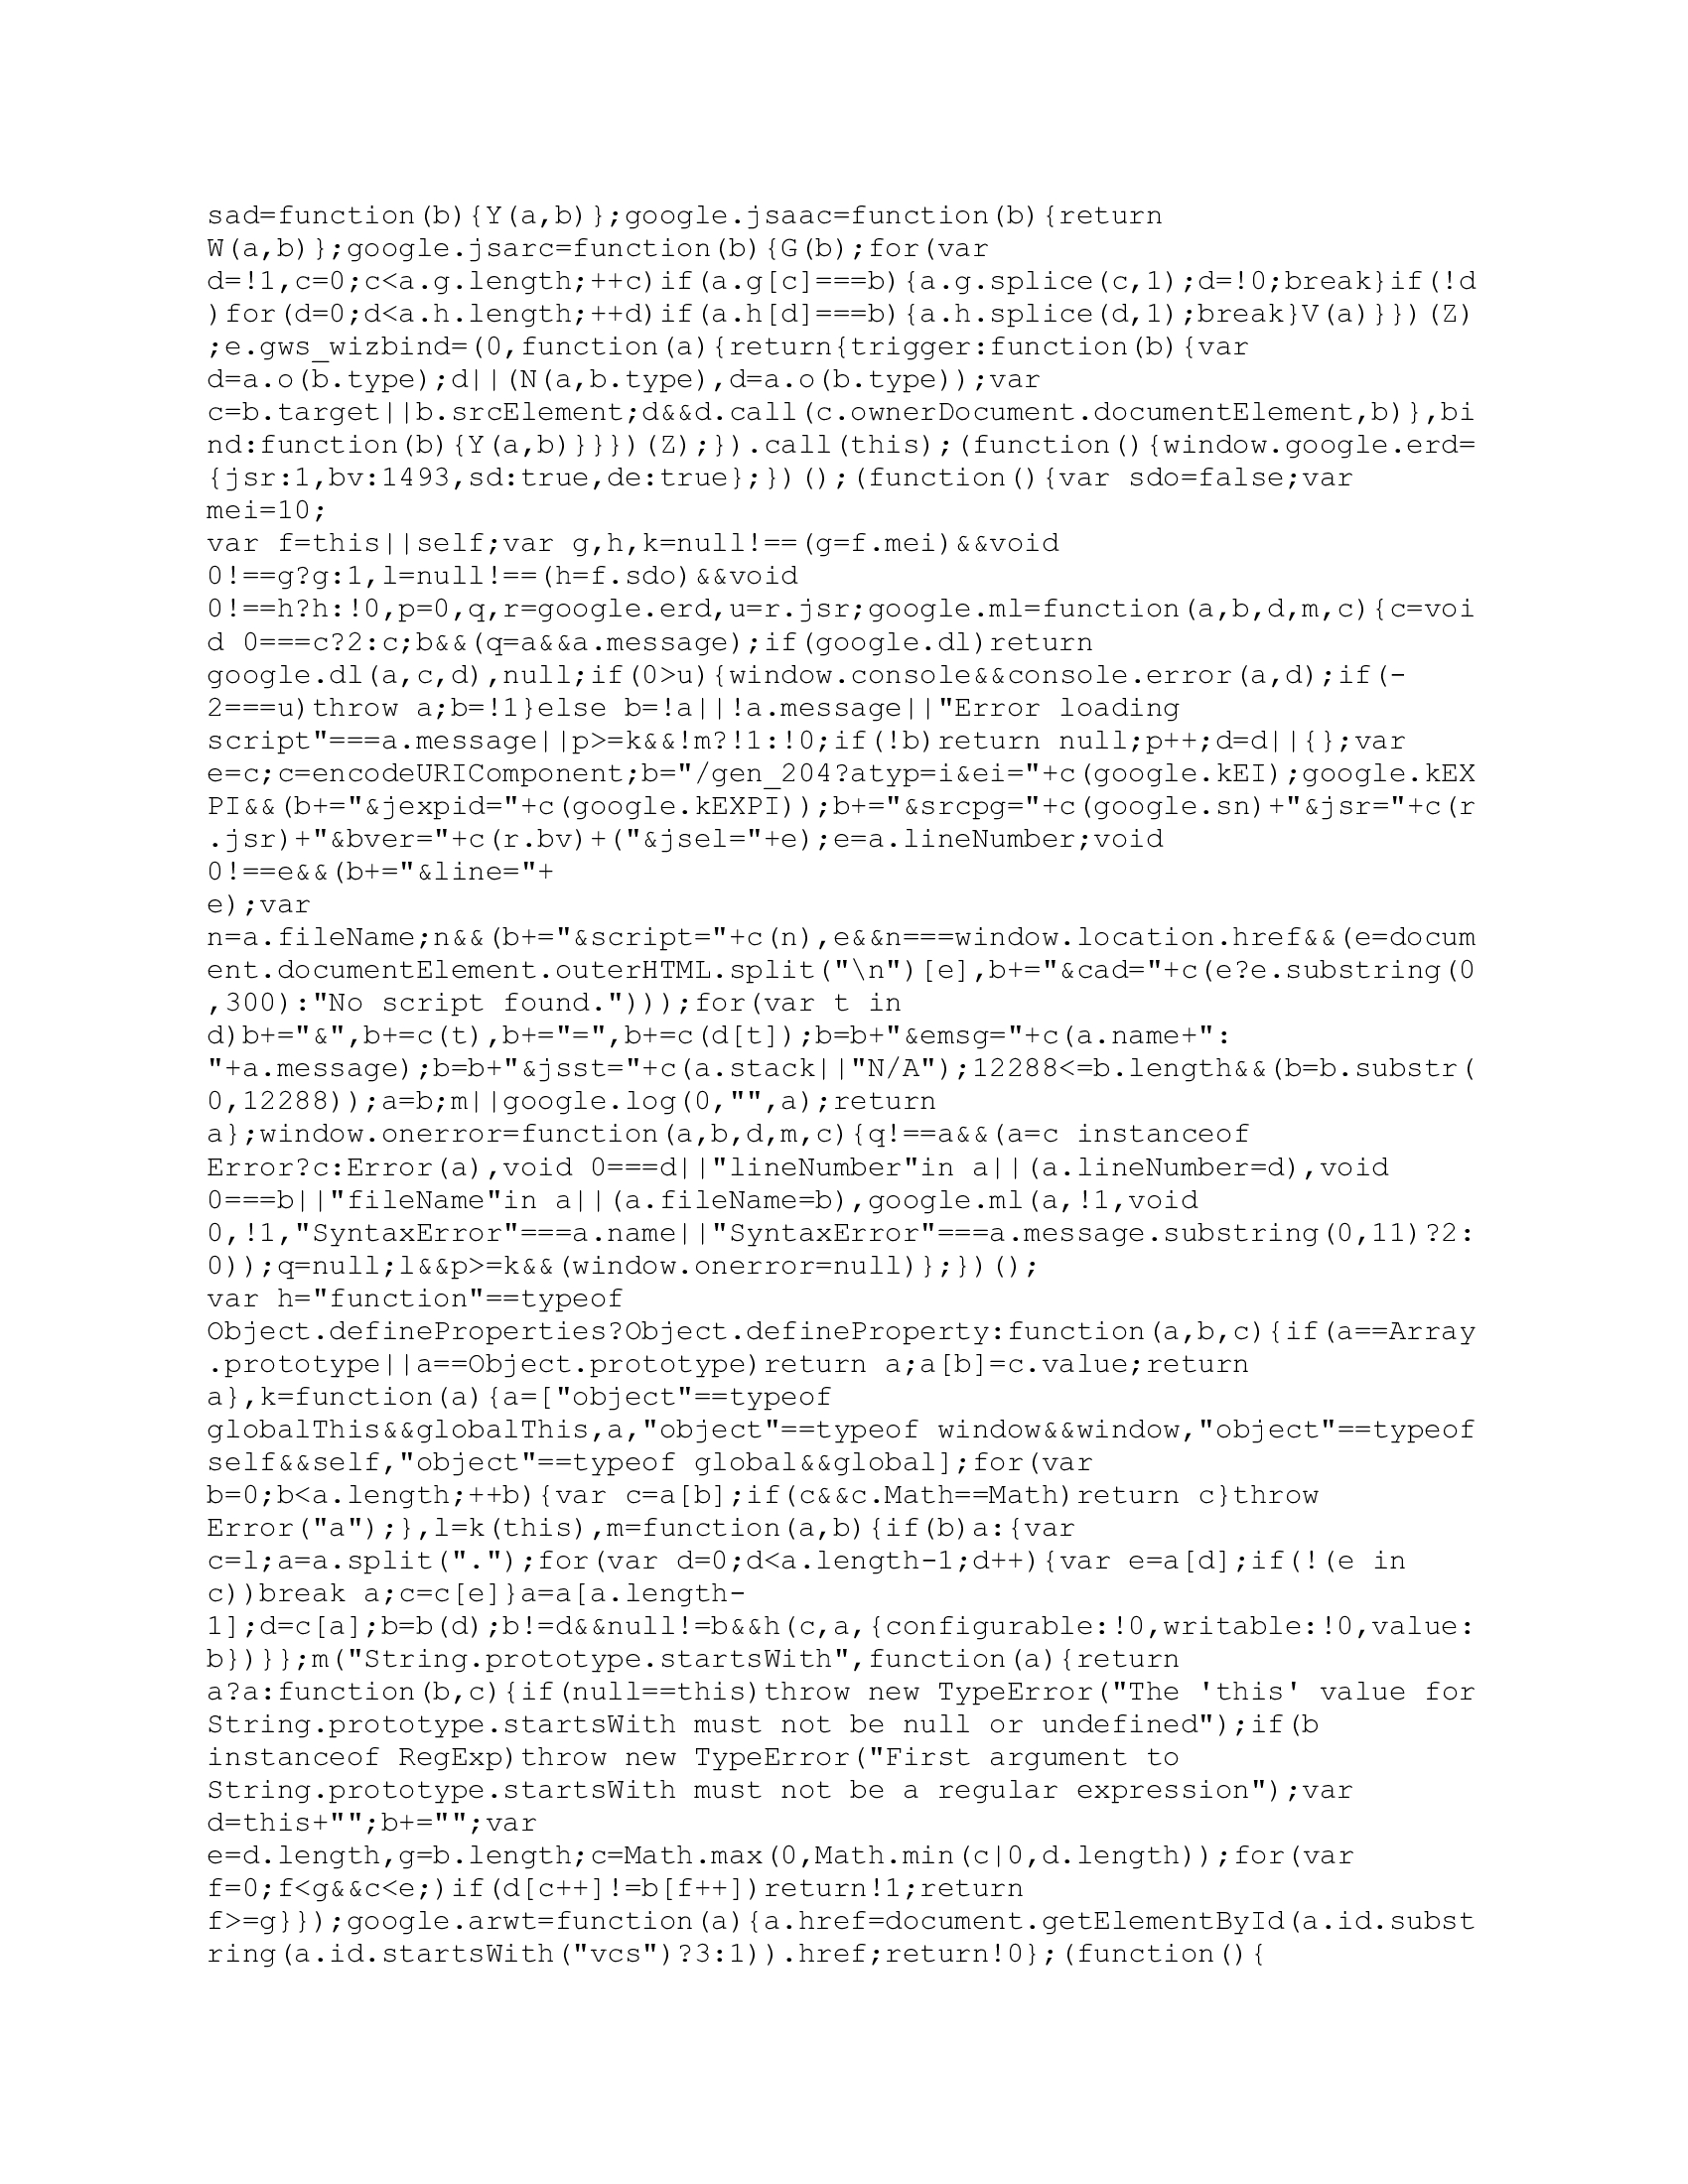 sad=function(b){Y(a,b)};google.jsaac=function(b){return
W(a,b)};google.jsarc=function(b){G(b);for(var
d=!1,c=0;c<a.g.length;++c)if(a.g[c]===b){a.g.splice(c,1);d=!0;break}if(!d
)for(d=0;d<a.h.length;++d)if(a.h[d]===b){a.h.splice(d,1);break}V(a)}})(Z)
;e.gws_wizbind=(0,function(a){return{trigger:function(b){var
d=a.o(b.type);d||(N(a,b.type),d=a.o(b.type));var
c=b.target||b.srcElement;d&&d.call(c.ownerDocument.documentElement,b)},bi
nd:function(b){Y(a,b)}}})(Z);}).call(this);(function(){window.google.erd=
{jsr:1,bv:1493,sd:true,de:true};})();(function(){var sdo=false;var
mei=10;
var f=this||self;var g,h,k=null!==(g=f.mei)&&void
0!==g?g:1,l=null!==(h=f.sdo)&&void
0!==h?h:!0,p=0,q,r=google.erd,u=r.jsr;google.ml=function(a,b,d,m,c){c=voi
d 0===c?2:c;b&&(q=a&&a.message);if(google.dl)return
google.dl(a,c,d),null;if(0>u){window.console&&console.error(a,d);if(-
2===u)throw a;b=!1}else b=!a||!a.message||"Error loading
script"===a.message||p>=k&&!m?!1:!0;if(!b)return null;p++;d=d||{};var
e=c;c=encodeURIComponent;b="/gen_204?atyp=i&ei="+c(google.kEI);google.kEX
PI&&(b+="&jexpid="+c(google.kEXPI));b+="&srcpg="+c(google.sn)+"&jsr="+c(r
.jsr)+"&bver="+c(r.bv)+("&jsel="+e);e=a.lineNumber;void
0!==e&&(b+="&line="+
e);var
n=a.fileName;n&&(b+="&script="+c(n),e&&n===window.location.href&&(e=docum
ent.documentElement.outerHTML.split("\n")[e],b+="&cad="+c(e?e.substring(0
,300):"No script found.")));for(var t in
d)b+="&",b+=c(t),b+="=",b+=c(d[t]);b=b+"&emsg="+c(a.name+":
"+a.message);b=b+"&jsst="+c(a.stack||"N/A");12288<=b.length&&(b=b.substr(
0,12288));a=b;m||google.log(0,"",a);return
a};window.onerror=function(a,b,d,m,c){q!==a&&(a=c instanceof
Error?c:Error(a),void 0===d||"lineNumber"in a||(a.lineNumber=d),void
0===b||"fileName"in a||(a.fileName=b),google.ml(a,!1,void
0,!1,"SyntaxError"===a.name||"SyntaxError"===a.message.substring(0,11)?2:
0));q=null;l&&p>=k&&(window.onerror=null)};})();
var h="function"==typeof
Object.defineProperties?Object.defineProperty:function(a,b,c){if(a==Array
.prototype||a==Object.prototype)return a;a[b]=c.value;return
a},k=function(a){a=["object"==typeof
globalThis&&globalThis,a,"object"==typeof window&&window,"object"==typeof
self&&self,"object"==typeof global&&global];for(var
b=0;b<a.length;++b){var c=a[b];if(c&&c.Math==Math)return c}throw
Error("a");},l=k(this),m=function(a,b){if(b)a:{var
c=l;a=a.split(".");for(var d=0;d<a.length-1;d++){var e=a[d];if(!(e in
c))break a;c=c[e]}a=a[a.length-
1];d=c[a];b=b(d);b!=d&&null!=b&&h(c,a,{configurable:!0,writable:!0,value:
b})}};m("String.prototype.startsWith",function(a){return
a?a:function(b,c){if(null==this)throw new TypeError("The 'this' value for
String.prototype.startsWith must not be null or undefined");if(b
instanceof RegExp)throw new TypeError("First argument to
String.prototype.startsWith must not be a regular expression");var
d=this+"";b+="";var
e=d.length,g=b.length;c=Math.max(0,Math.min(c|0,d.length));for(var
f=0;f<g&&c<e;)if(d[c++]!=b[f++])return!1;return
f>=g}});google.arwt=function(a){a.href=document.getElementById(a.id.subst
ring(a.id.startsWith("vcs")?3:1)).href;return!0};(function(){